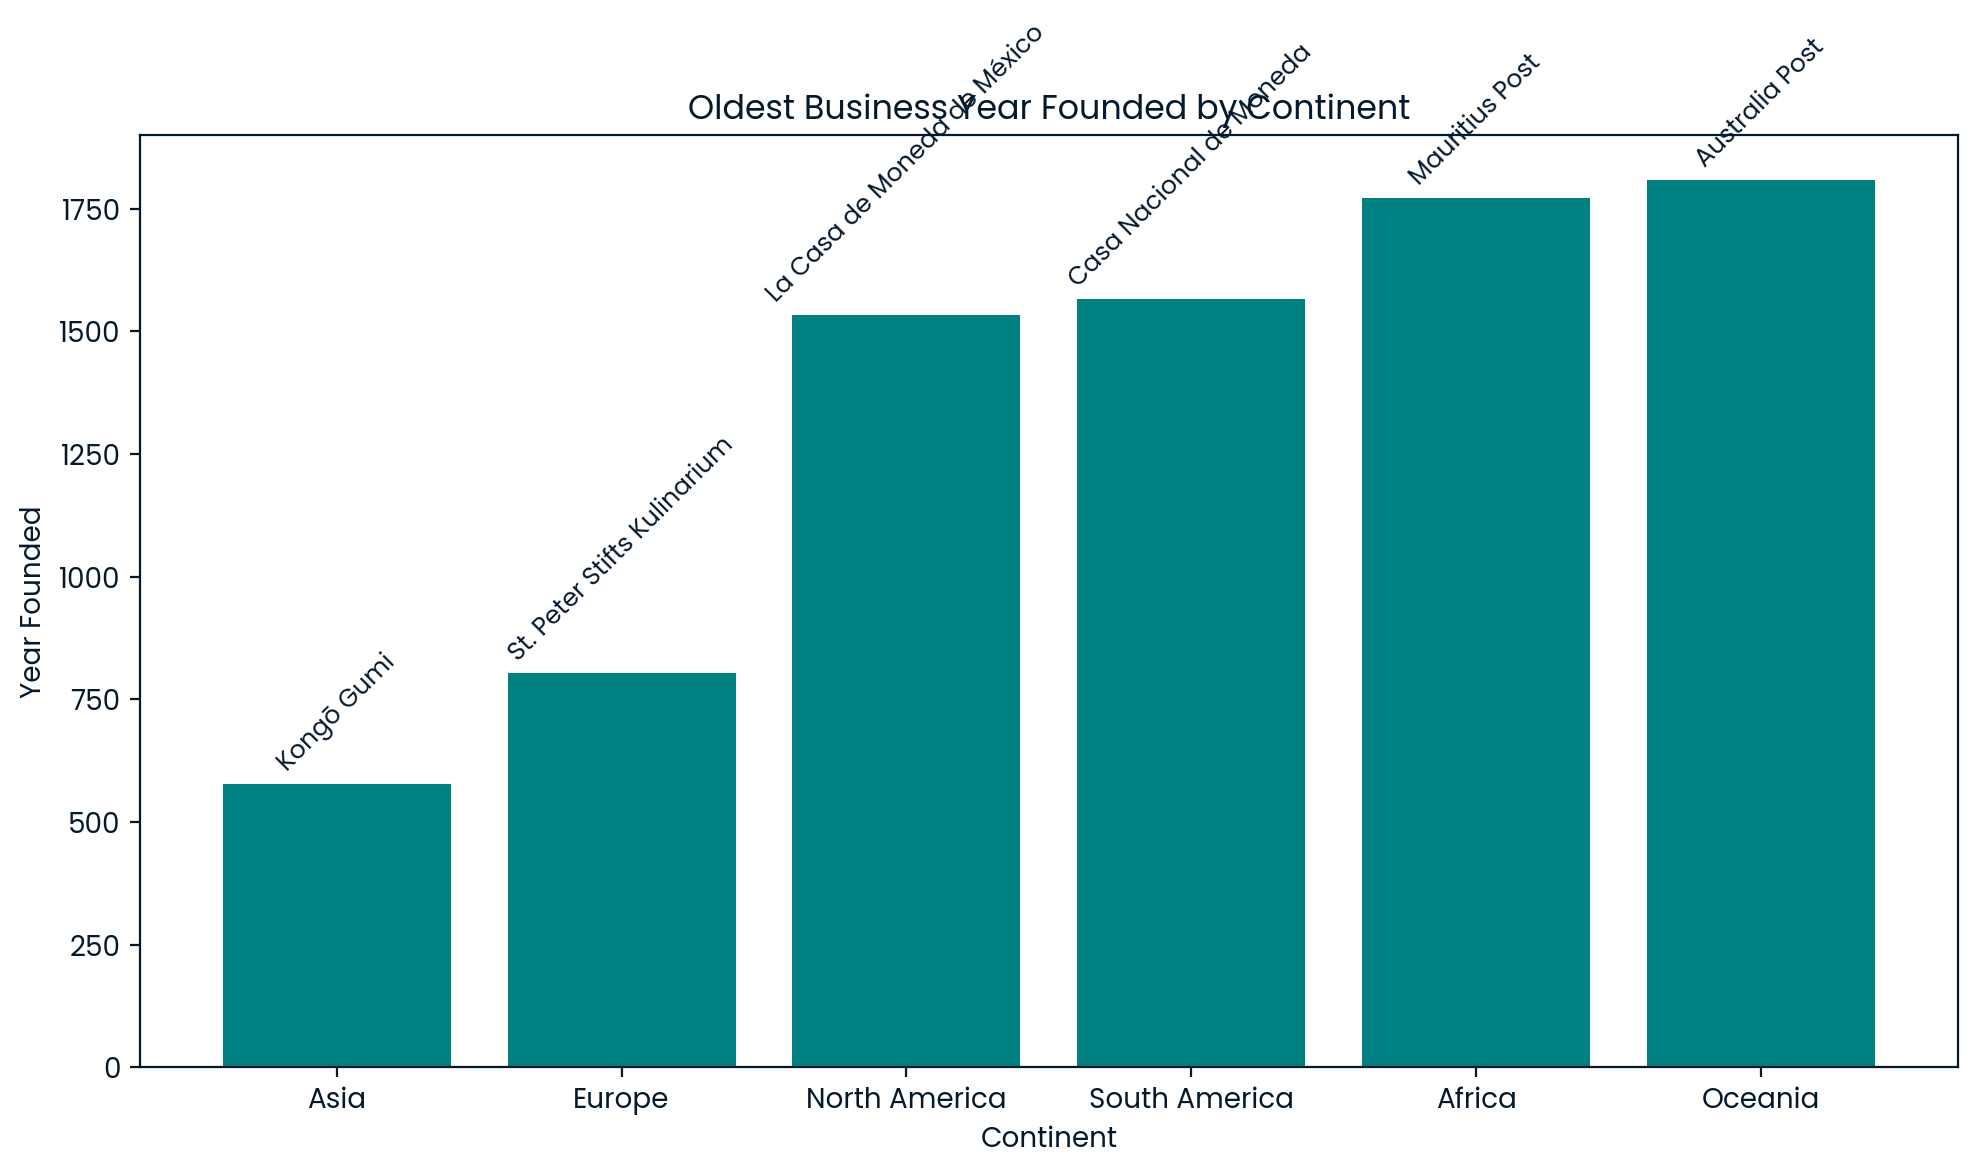 Oldest Business Year Founded by Continent
La Casa de Moneda de México
Casa Nacional de Moneda
Mauritius Post
Australia Post
St. Peter Stifts Kulinarium
Kongō Gumi
Year Founded
1750
1500
1250
1000
750
500
250
0
Asia
Europe
North America
South America
Africa
Oceania
Continent